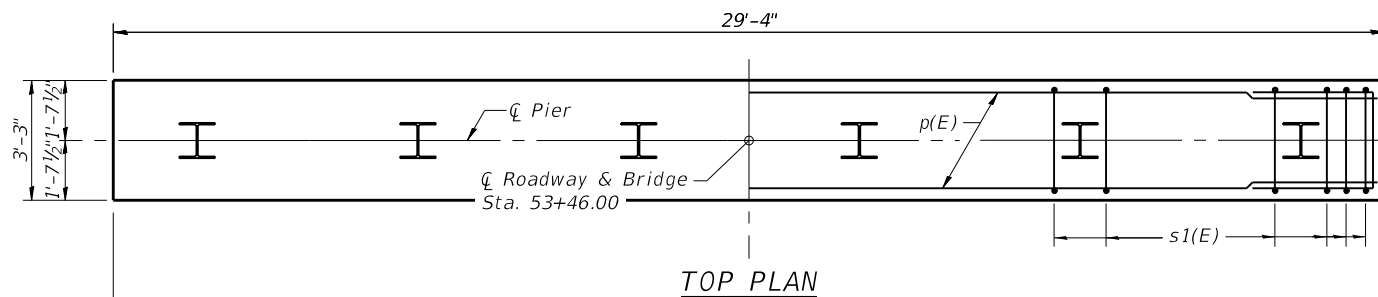 29'-4"
3'-3"
1'-7½"
1'-7½"
℄ Pier
p(E)
℄ Roadway & Bridge
Sta. 53+46.00
s1(E)
TOP PLAN